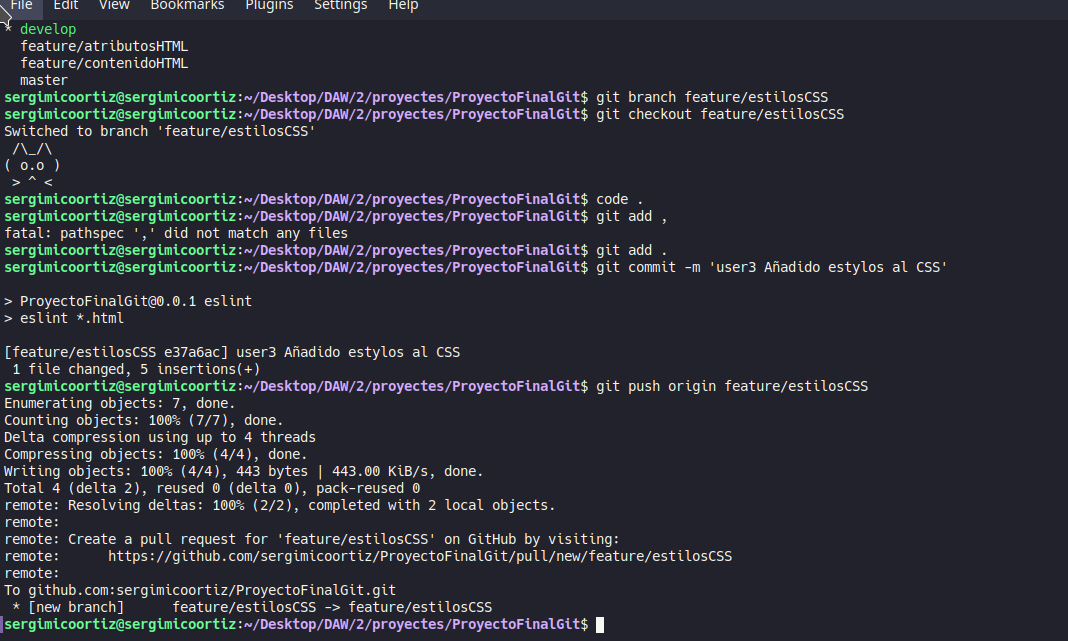 File Edit View Bookmarks Plugins Settings Help
* develop
  feature/atributosHTML
  feature/contenidoHTML
  master
sergimicoortiz@sergimicoortiz:~/Desktop/DAW/2/proyectes/ProyectoFinalGit$ git branch feature/estilosCSS
sergimicoortiz@sergimicoortiz:~/Desktop/DAW/2/proyectes/ProyectoFinalGit$ git checkout feature/estilosCSS
Switched to branch 'feature/estilosCSS'
 /\_/\
( o.o )
 > ^ <
sergimicoortiz@sergimicoortiz:~/Desktop/DAW/2/proyectes/ProyectoFinalGit$ code .
sergimicoortiz@sergimicoortiz:~/Desktop/DAW/2/proyectes/ProyectoFinalGit$ git add ,
fatal: pathspec ',' did not match any files
sergimicoortiz@sergimicoortiz:~/Desktop/DAW/2/proyectes/ProyectoFinalGit$ git add .
sergimicoortiz@sergimicoortiz:~/Desktop/DAW/2/proyectes/ProyectoFinalGit$ git commit -m 'user3 Añadido estylos al CSS'
> ProyectoFinalGit@0.0.1 eslint
> eslint *.html
[feature/estilosCSS e37a6ac] user3 Añadido estylos al CSS
 1 file changed, 5 insertions(+)
sergimicoortiz@sergimicoortiz:~/Desktop/DAW/2/proyectes/ProyectoFinalGit$ git push origin feature/estilosCSS
Enumerating objects: 7, done.
Counting objects: 100% (7/7), done.
Delta compression using up to 4 threads
Compressing objects: 100% (4/4), done.
Writing objects: 100% (4/4), 443 bytes | 443.00 KiB/s, done.
Total 4 (delta 2), reused 0 (delta 0), pack-reused 0
remote: Resolving deltas: 100% (2/2), completed with 2 local objects.
remote:
remote: Create a pull request for 'feature/estilosCSS' on GitHub by visiting:
remote:      https://github.com/sergimicoortiz/ProyectoFinalGit/pull/new/feature/estilosCSS
remote:
To github.com:sergimicoortiz/ProyectoFinalGit.git
 * [new branch]      feature/estilosCSS -> feature/estilosCSS
sergimicoortiz@sergimicoortiz:~/Desktop/DAW/2/proyectes/ProyectoFinalGit$